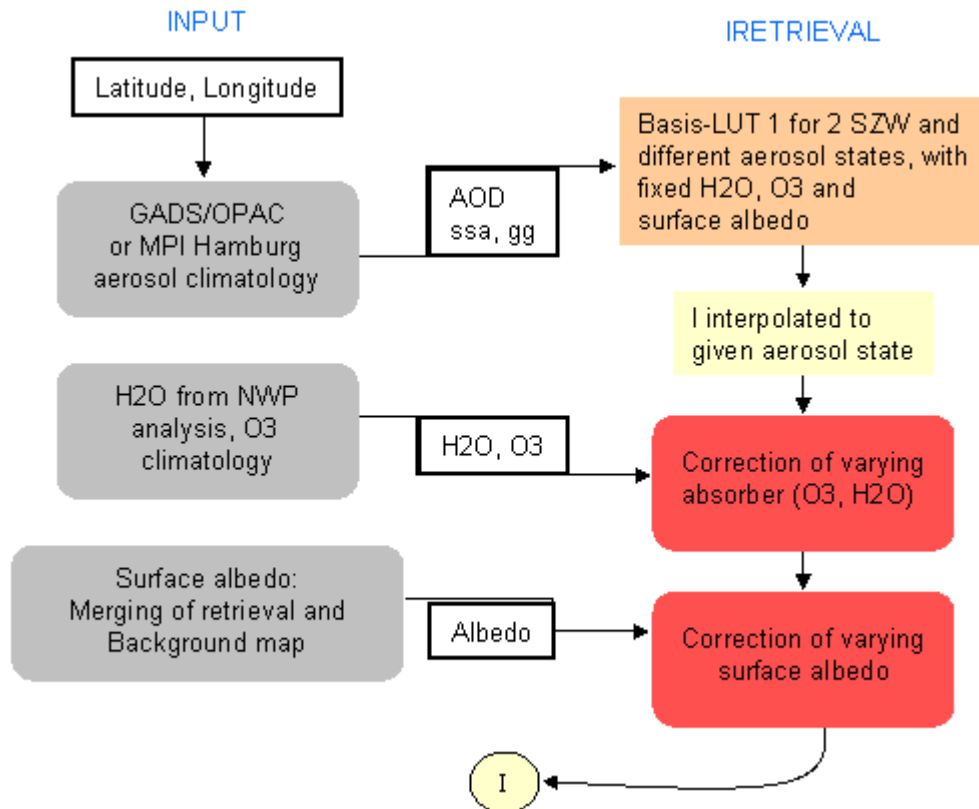 INPUT
IRETRIEVAL
Latitude, Longitude
Basis-LUT 1 for 2 SZW and
different aerosol states, with
fixed H2O, O3 and
surface albedo
GADS/OPAC
or MPI Hamburg
aerosol climatology
AOD
ssa, gg
I interpolated to
given aerosol state
H2O from NWP
analysis, O3
climatology
H2O, O3
Correction of varying
absorber (O3, H2O)
Surface albedo:
Merging of retrieval and
Background map
Albedo
Correction of varying
surface albedo
I